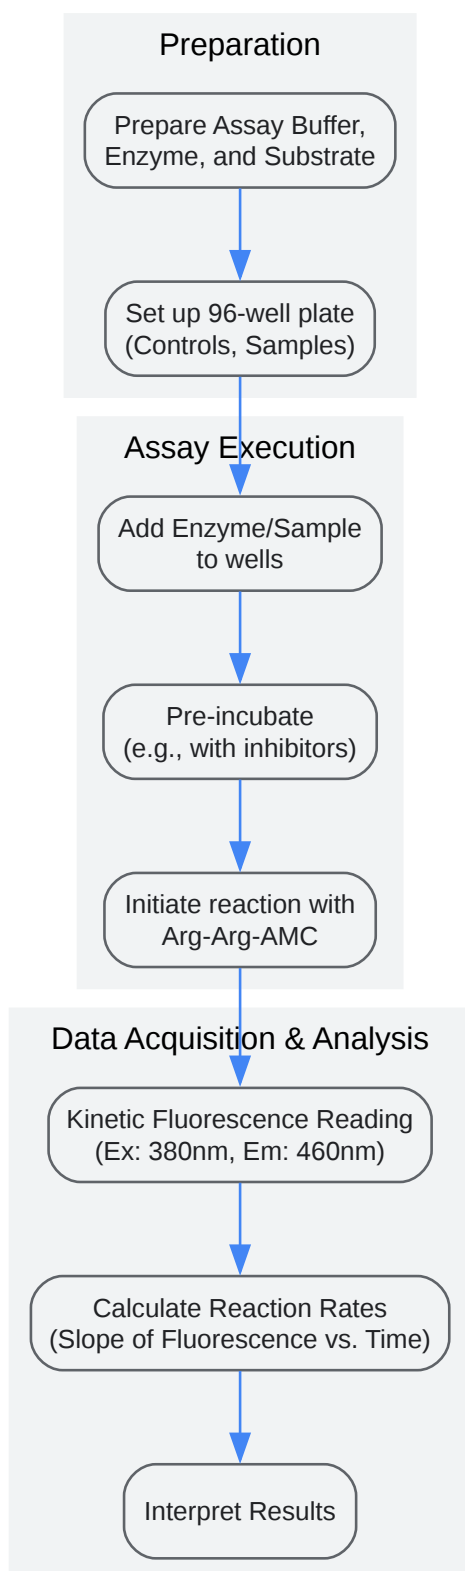 Preparation
Prepare Assay Buffer,
Enzyme, and Substrate
Set up 96-well plate
(Controls, Samples)
Assay Execution
Add Enzyme/Sample
to wells
Pre-incubate
(e.g., with inhibitors)
Initiate reaction with
Arg-Arg-AMC
Data Acquisition & Analysis
Kinetic Fluorescence Reading
(Ex: 380nm, Em: 460nm)
Calculate Reaction Rates
(Slope of Fluorescence vs. Time)
Interpret Results